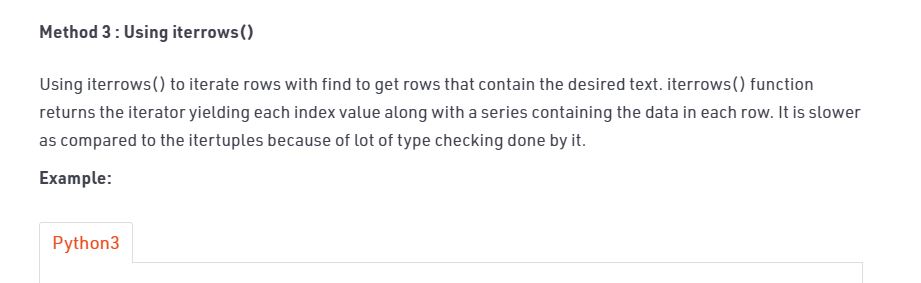 Method 3 : Using iterrows()
Using iterrows() to iterate rows with find to get rows that contain the desired text. iterrows() function
returns the iterator yielding each index value along with a series containing the data in each row. It is slower
as compared to the itertuples because of lot of type checking done by it.
Example:
Python3